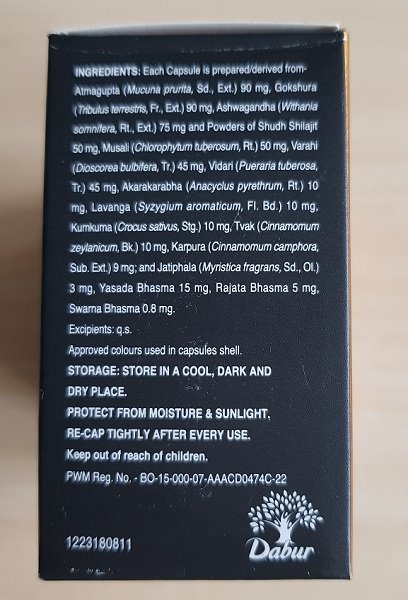 INGREDIENTS: Each Capsule is prepared/derived from-
Atmagupta (Mucuna prurita, Sd., Ext.) 90 mg, Gokshura
(Tribulus terrestris, Fr., Ext.) 90 mg, Ashwagandha (Withania
somnifera, Rt., Ext.) 75 mg and Powders of Shudh Shilajit
50 mg, Musali (Chlorophytum tuberosum, Rt.) 50 mg, Varahi
(Dioscorea bulbifera, Tr.) 45 mg, Vidari (Pueraria tuberosa,
Tr.) 45 mg, Akarakarabha (Anacyclus pyrethrum, Rt.) 10
mg, Lavanga (Syzygium aromaticum, Fl. Bd.) 10 mg,
Kumkuma (Crocus sativus, Stg.) 10 mg, Tvak (Cinnamomum
zeylanicum, Bk.) 10 mg, Karpura (Cinnamomum camphora,
Sub. Ext.) 9 mg; and Jatiphala (Myristica fragrans, Sd., Ol.)
3 mg, Yasada Bhasma 15 mg, Rajata Bhasma 5 mg,
Swarna Bhasma 0.8 mg.
Excipients: q.s.
Approved colours used in capsules shell.
STORAGE: STORE IN A COOL, DARK AND
DRY PLACE.
PROTECT FROM MOISTURE & SUNLIGHT.
RE-CAP TIGHTLY AFTER EVERY USE.
Keep out of reach of children.
PWM Reg. No. - BO-15-000-07-AAACD0474C-22
1223180811
Dabur